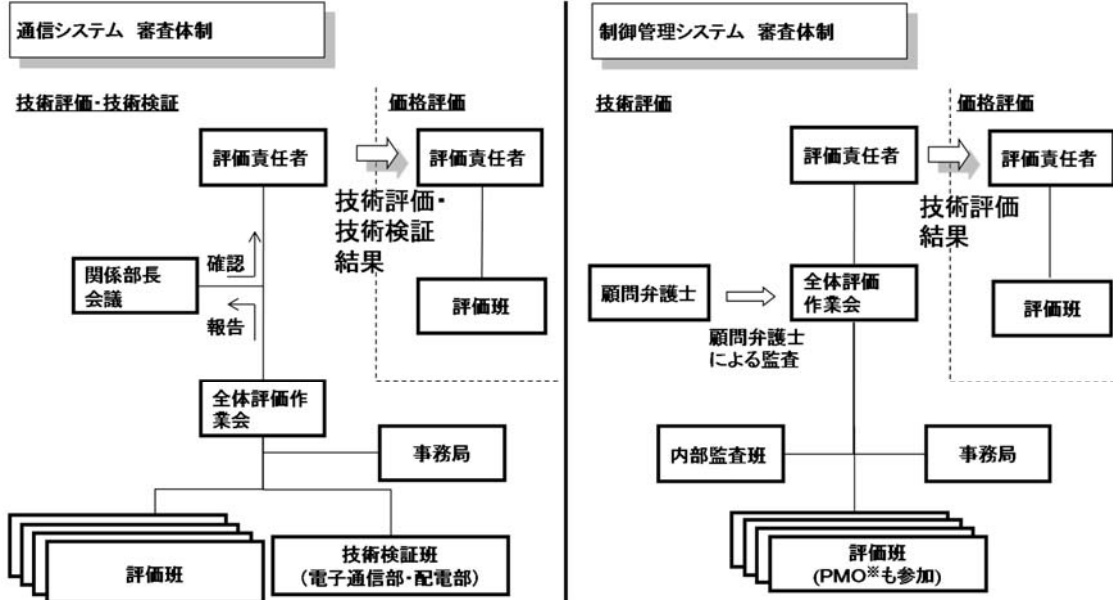 通信システム 審査体制
技術評価・技術検証
価格評価
評価責任者
評価責任者
技術評価・
技術検証
結果
確認
関係部長
会議
報告
評価班
全体評価作
業会
事務局
評価班
技術検証班
(電子通信部・配電部)
制御管理システム 審査体制
技術評価
価格評価
評価責任者
評価責任者
技術評価
結果
顧問弁護士
全体評価
作業会
評価班
顧問弁護士
による監査
内部監査班
事務局
評価班
(PMO※も参加)